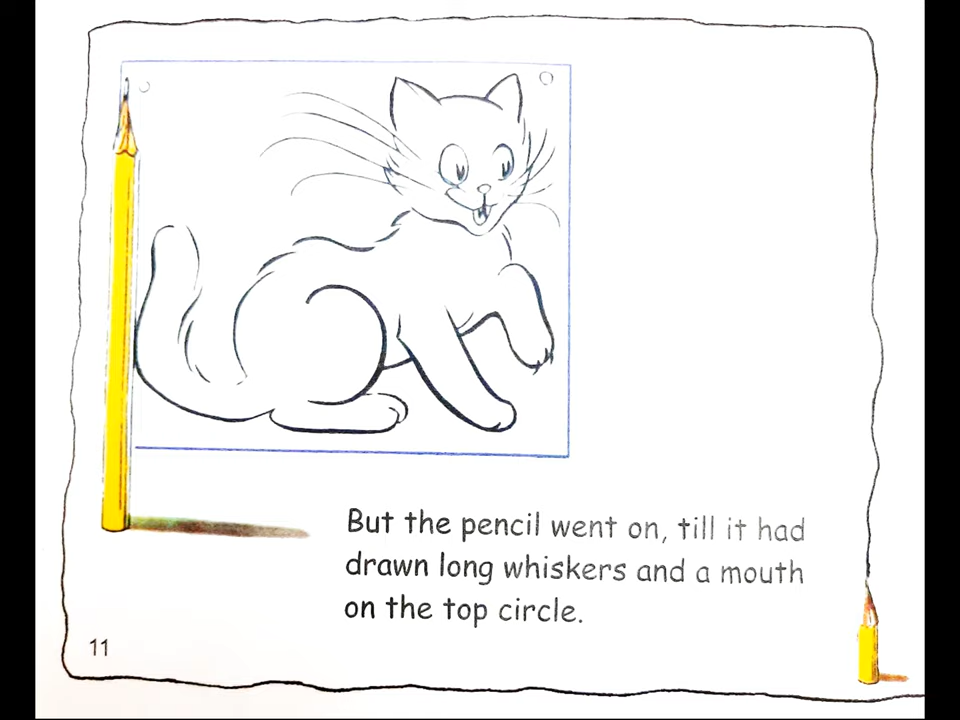 But the pencil went on, till it had
drawn long whiskers and a mouth
on the top circle.
11